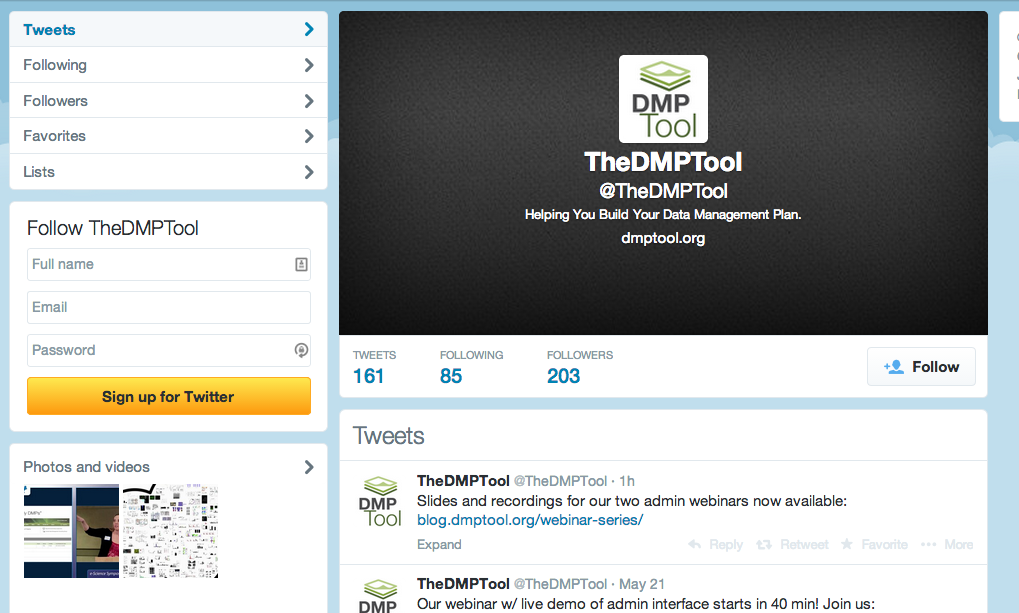 Tweets
Following
Followers
Favorites
Lists
Follow TheDMPTool
Full name
Email
Password
Sign up for Twitter
Photos and videos
DMP
Tool
TheDMPTool
@TheDMPTool
Helping You Build Your Data Management Plan.
dmptool.org
TWEETS FOLLOWING FOLLOWERS
161 85 203
Follow
Tweets
DMP
Tool
TheDMPTool @TheDMPTool · 1h
Slides and recordings for our two admin webinars now available:
blog.dmptool.org/webinar-series/
Expand Reply Retweet Favorite More
DMP
TheDMPTool @TheDMPTool · May 21
Our webinar w/ live demo of admin interface starts in 40 min! Join us: